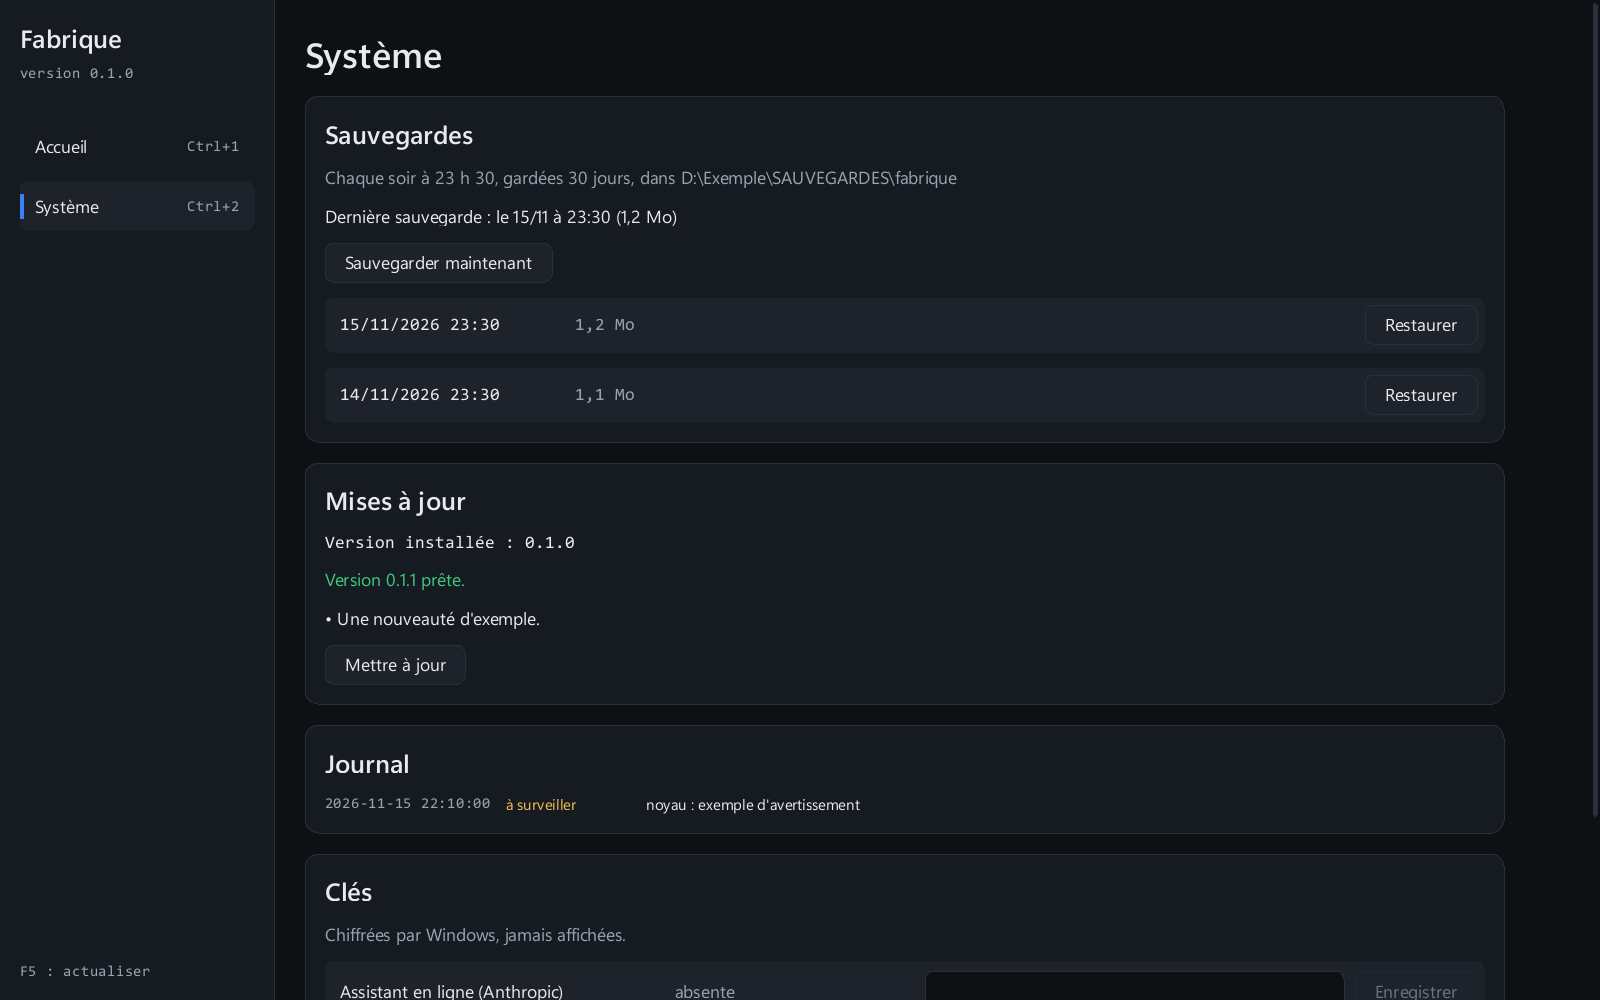 Fabrique
version 0.1.0
Accueil Ctrl+1
Système Ctrl+2
F5 : actualiser
Système
Sauvegardes
Chaque soir à 23 h 30, gardées 30 jours, dans D:\Exemple\SAUVEGARDES\fabrique
Dernière sauvegarde : le 15/11 à 23:30 (1,2 Mo)
Sauvegarder maintenant
15/11/2026 23:30 1,2 Mo Restaurer
14/11/2026 23:30 1,1 Mo Restaurer
Mises à jour
Version installée : 0.1.0
Version 0.1.1 prête.
• Une nouveauté d'exemple.
Mettre à jour
Journal
2026-11-15 22:10:00 à surveiller noyau : exemple d'avertissement
Clés
Chiffrées par Windows, jamais affichées.
Assistant en ligne (Anthropic) absente Enregistrer